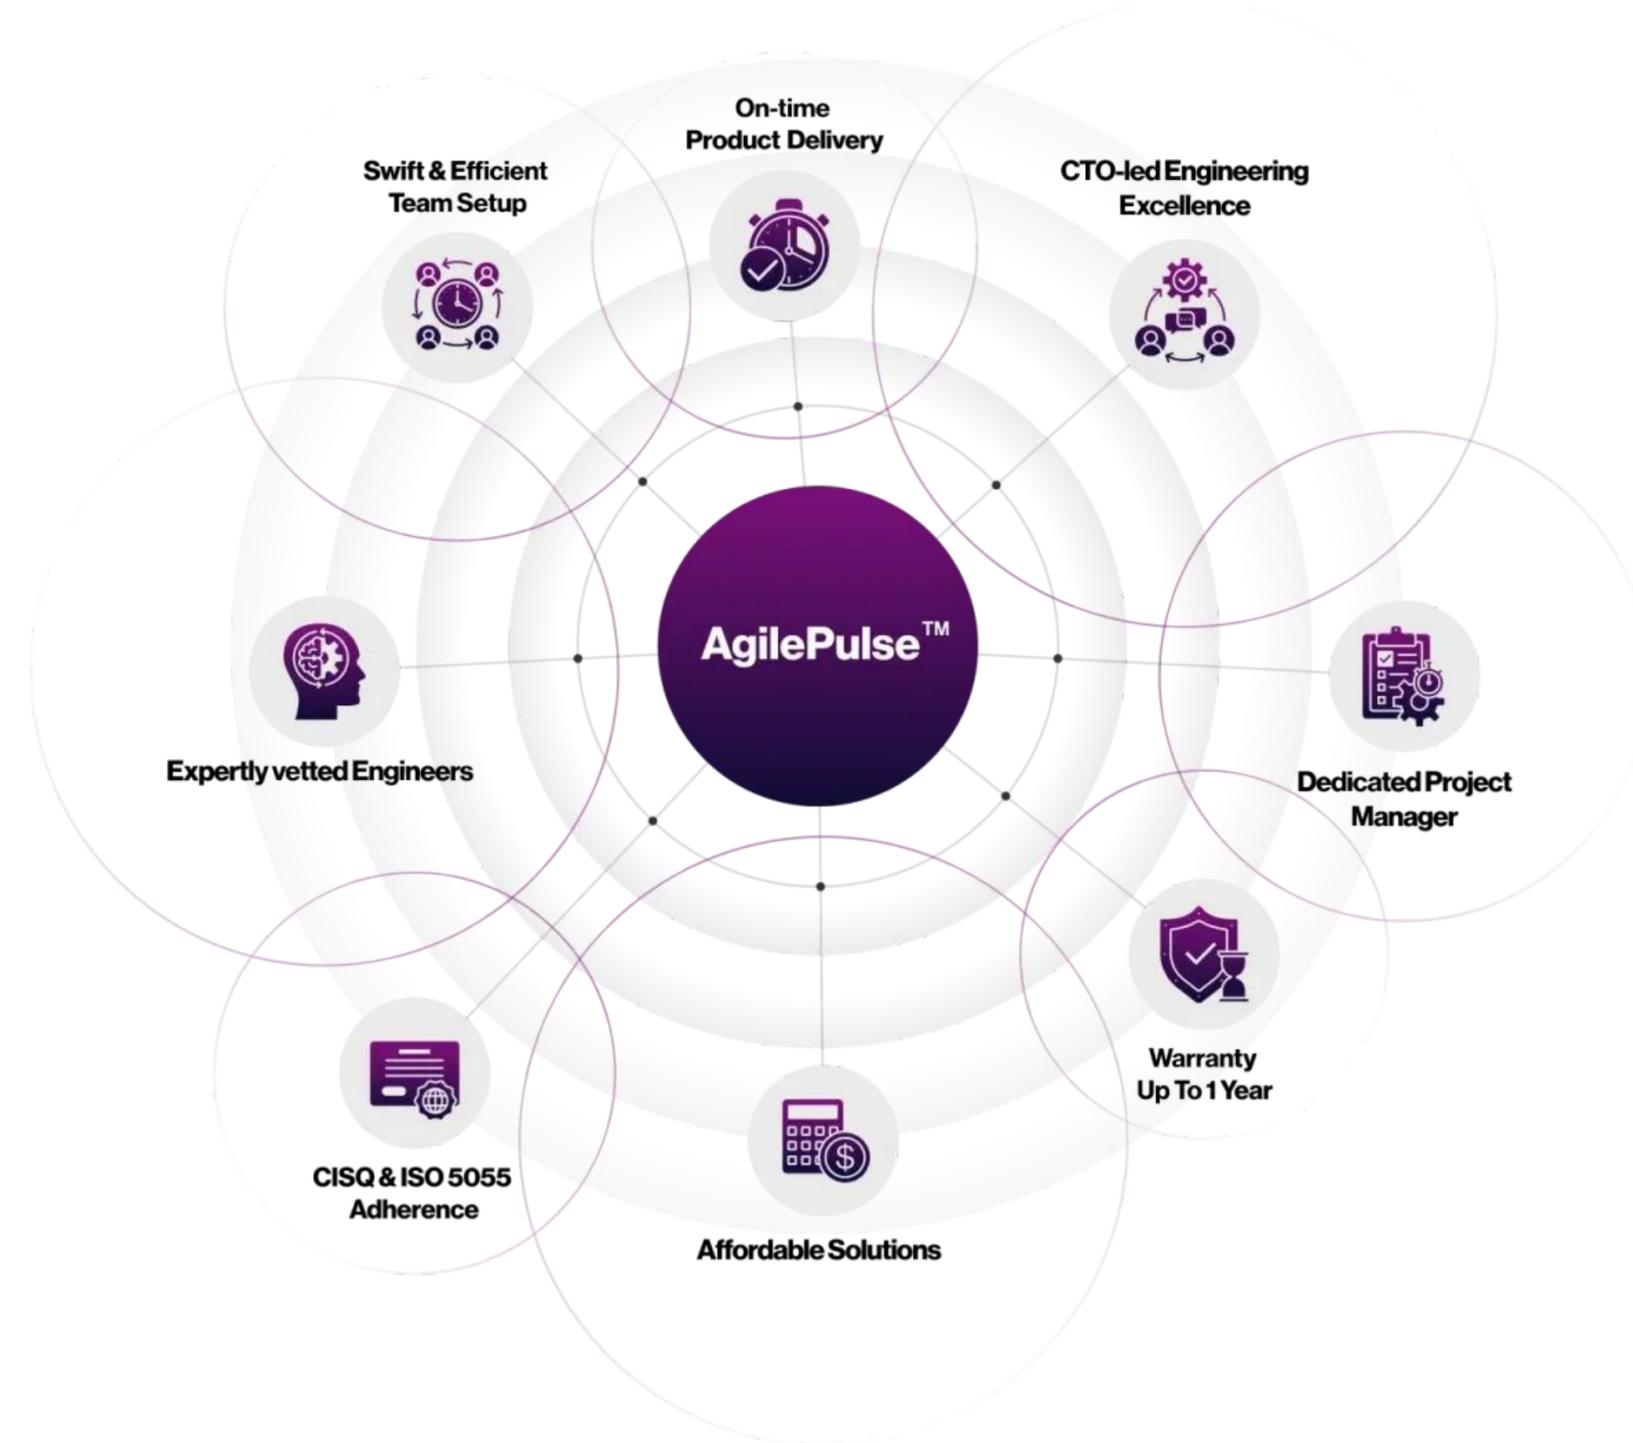 On-time
Product Delivery
Swift & Efficient
Team Setup
CTO-led Engineering
Excellence
AgilePulse™
Expertly vetted Engineers
Dedicated Project
Manager
Warranty
Up To 1 Year
CISQ & ISO 5055
Adherence
$
Affordable Solutions